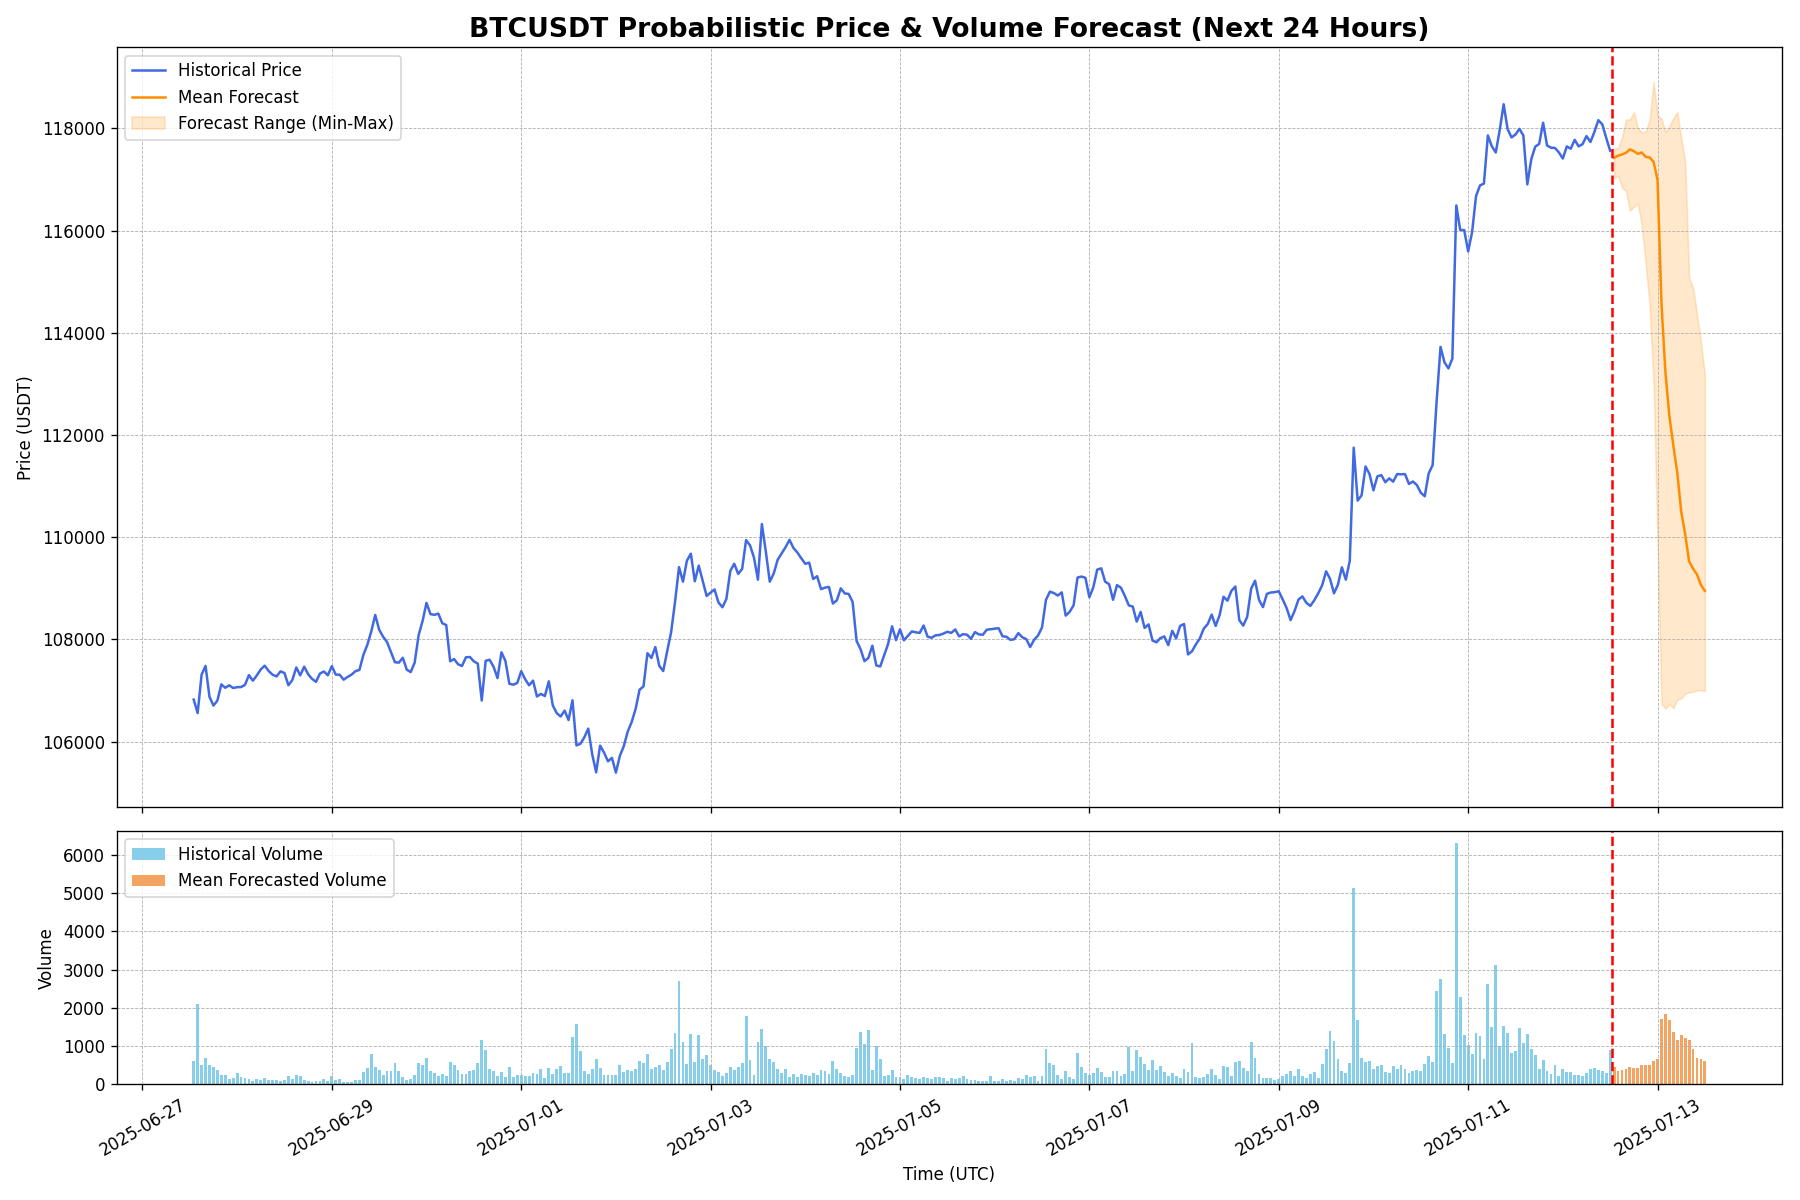 BTCUSDT Probabilistic Price & Volume Forecast (Next 24 Hours)
Historical Price
Mean Forecast
Forecast Range (Min-Max)
118000
116000
114000
112000
110000
108000
106000
Price (USDT)
Historical Volume
Mean Forecasted Volume
6000
5000
4000
3000
2000
1000
0
Volume
2025-06-27
2025-06-29
2025-07-01
2025-07-03
2025-07-05
2025-07-07
2025-07-09
2025-07-11
2025-07-13
Time (UTC)